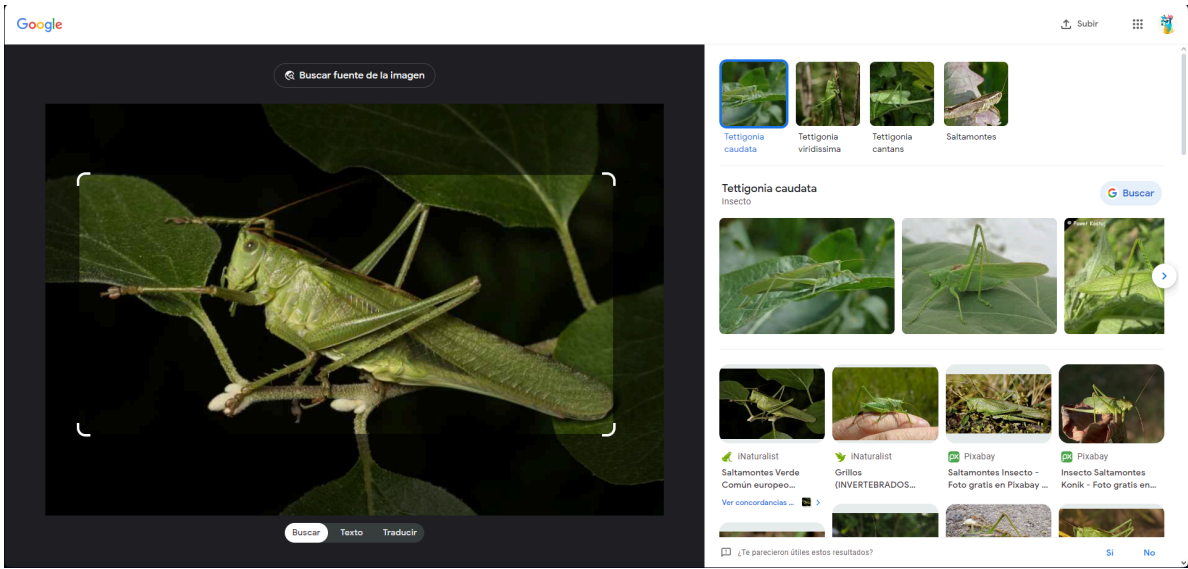 Google
Subir
Buscar fuente de la imagen
Tettigonia
caudata
Tettigonia
viridissima
Tettigonia
cantans
Saltamontes
Tettigonia caudata
Insecto
Buscar
iNaturalist
Saltamontes Verde
Común europeo...
Ver concordancias ...
iNaturalist
Grillos
(INVERTEBRADOS...
Pixabay
Saltamontes Insecto -
Foto gratis en Pixabay ...
Pixabay
Insecto Saltamontes
Konik - Foto gratis en...
Buscar
Texto
Traducir
¿Te parecieron útiles estos resultados?
Sí
No